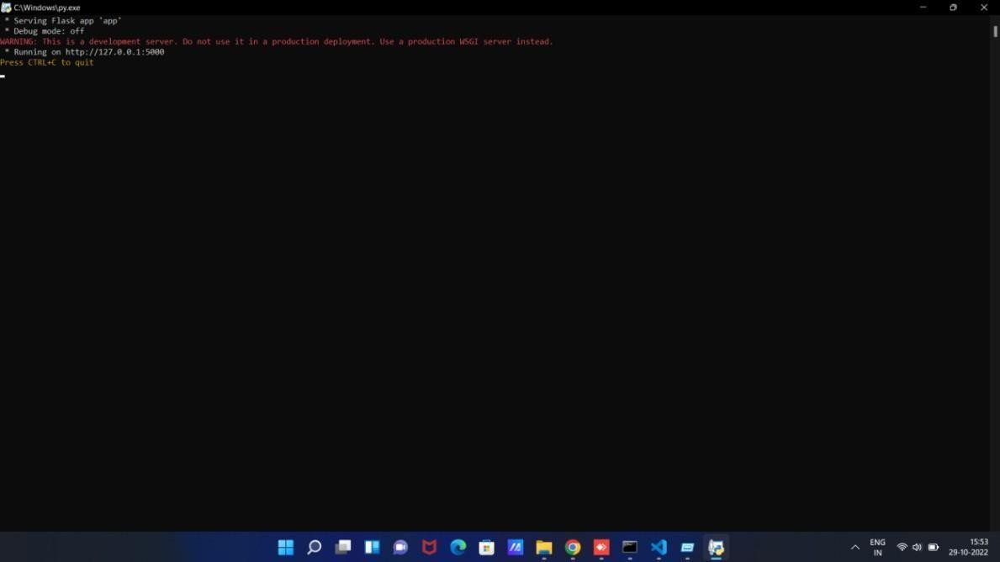 C:\Windows\py.exe
* Serving Flask app 'app'
* Debug mode: off
WARNING: This is a development server. Do not use it in a production deployment. Use a production WSGI server instead.
* Running on http://127.0.0.1:5000
Press CTRL+C to quit
ENG
IN
15:53
29-10-2022